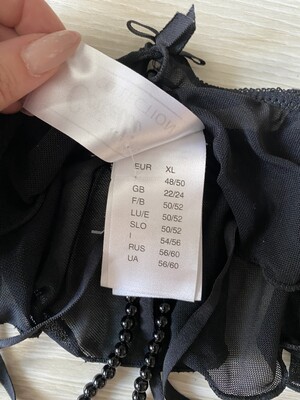 EUR XL
48/50
GB 22/24
F/B 50/52
LU/E 50/52
SLO 50/52
I 54/56
RUS 56/60
UA 56/60